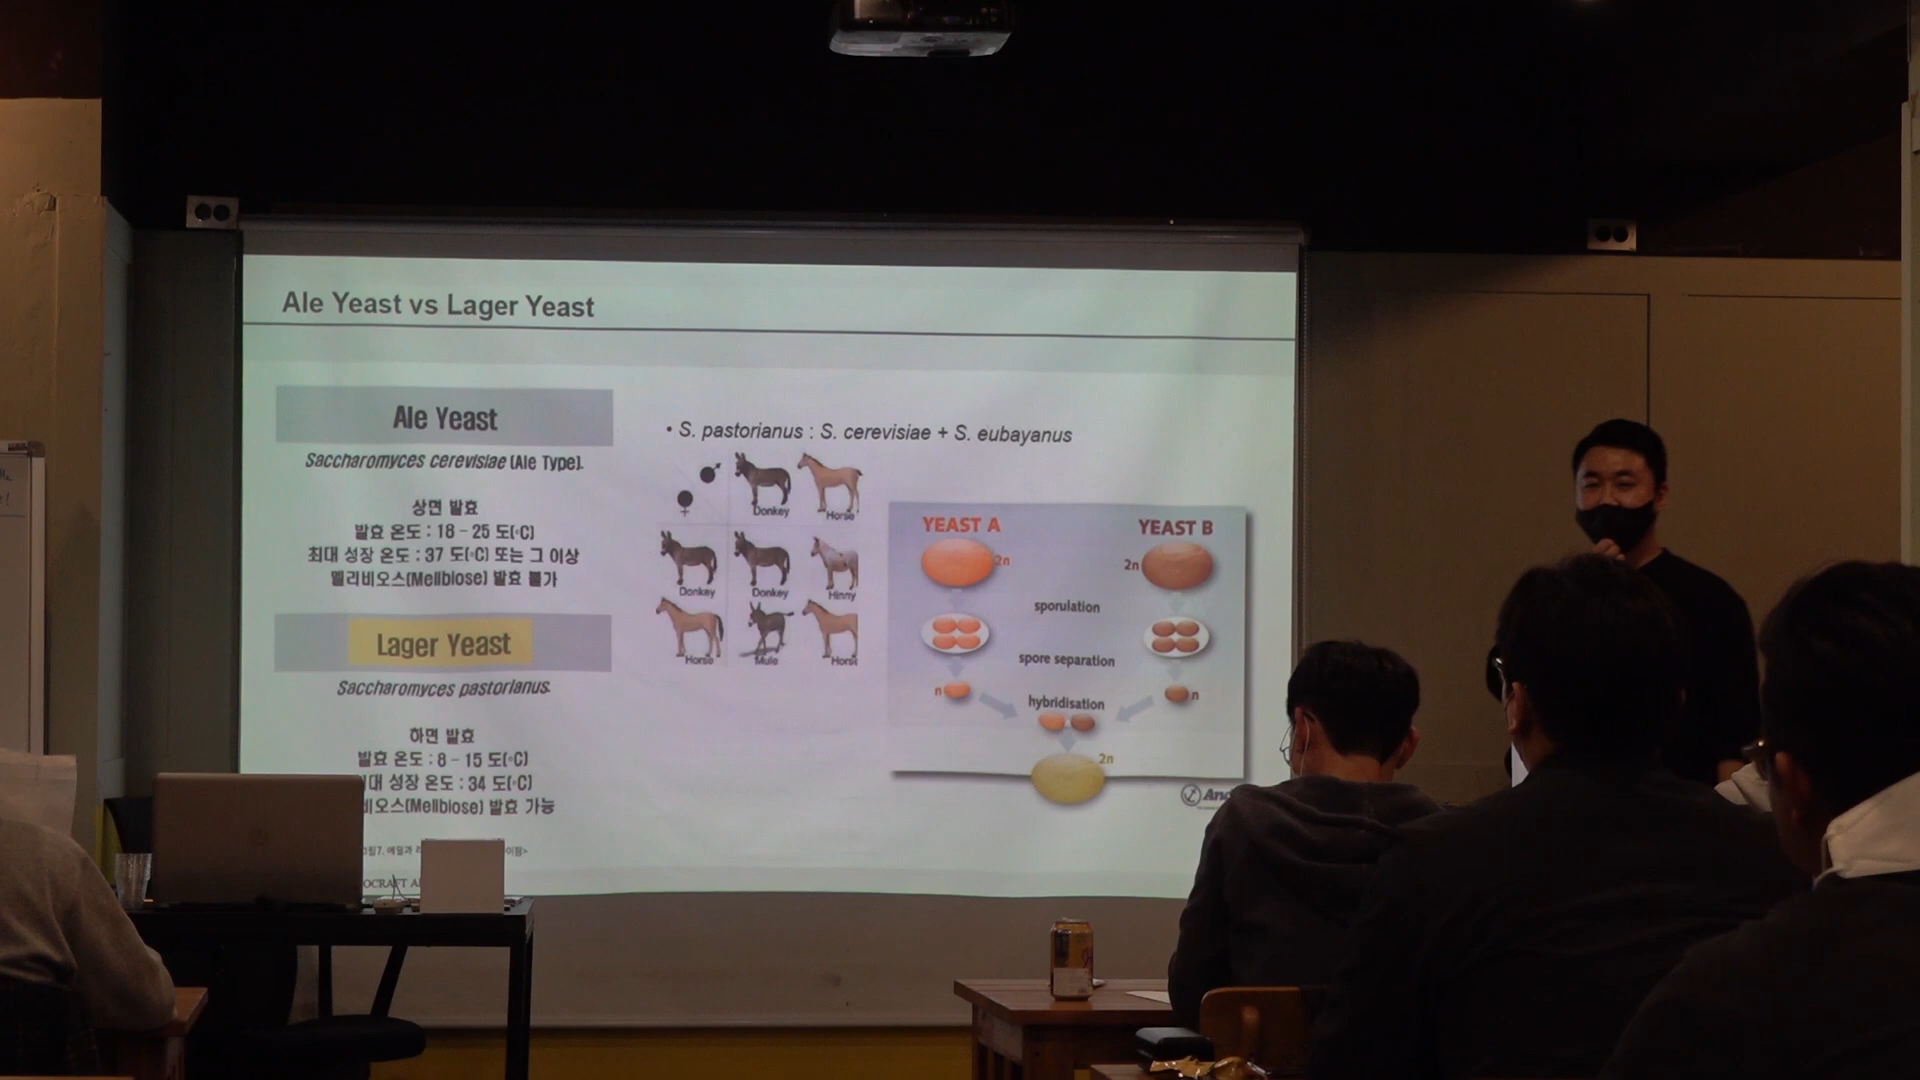 Ale Yeast vs Lager Yeast
Ale Yeast
Saccharomyces cerevisiae (Ale Type).
상면 발효
발효 온도 : 18 – 25 도(◦C)
최대 성장 온도 : 37 도(◦C) 또는 그 이상
멜리비오스(Mellbiose) 발효 불가
Lager Yeast
Saccharomyces pastorianus.
하면 발효
발효 온도 : 8 – 15 도(◦C)
대 성장 온도 : 34 도(◦C)
비오스(Mellbiose) 발효 가능
• S. pastorianus : S. cerevisiae + S. eubayanus
Donkey Horse
Donkey Donkey Hinny
Horse Mule Horse
YEAST A YEAST B
2n 2n
sporulation
spore separation
n n
hybridisation
2n